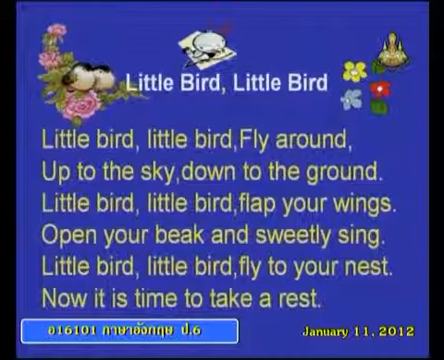 Little Bird, Little Bird
Little bird, little bird,Fly around,
Up to the sky,down to the ground.
Little bird, little bird,flap your wings.
Open your beak and sweetly sing.
Little bird, little bird,fly to your nest.
Now it is time to take a rest.
อ16101 ภาษาอังกฤษ ป.6
January 11, 2012